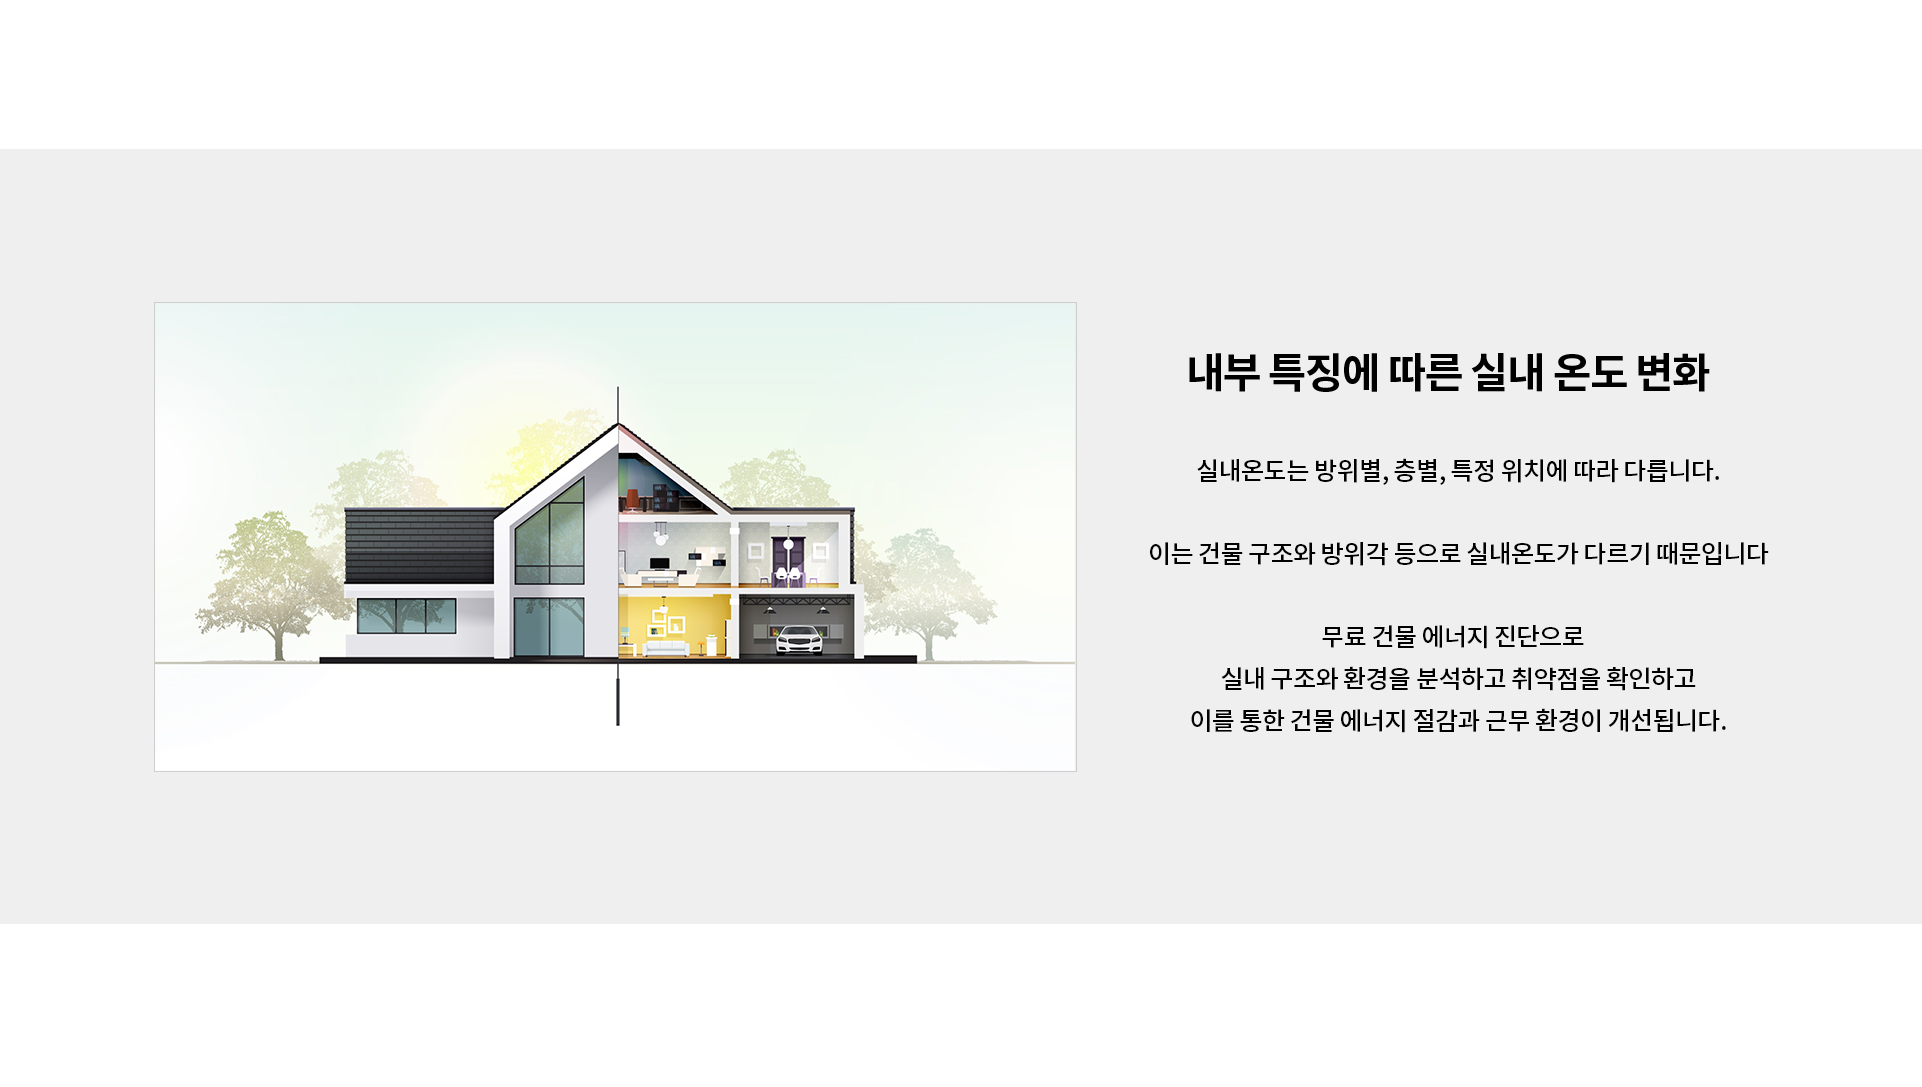 내부 특징에 따른 실내 온도 변화
실내온도는 방위별, 층별, 특정 위치에 따라 다릅니다.
이는 건물 구조와 방위각 등으로 실내온도가 다르기 때문입니다
무료 건물 에너지 진단으로
실내 구조와 환경을 분석하고 취약점을 확인하고
이를 통한 건물 에너지 절감과 근무 환경이 개선됩니다.